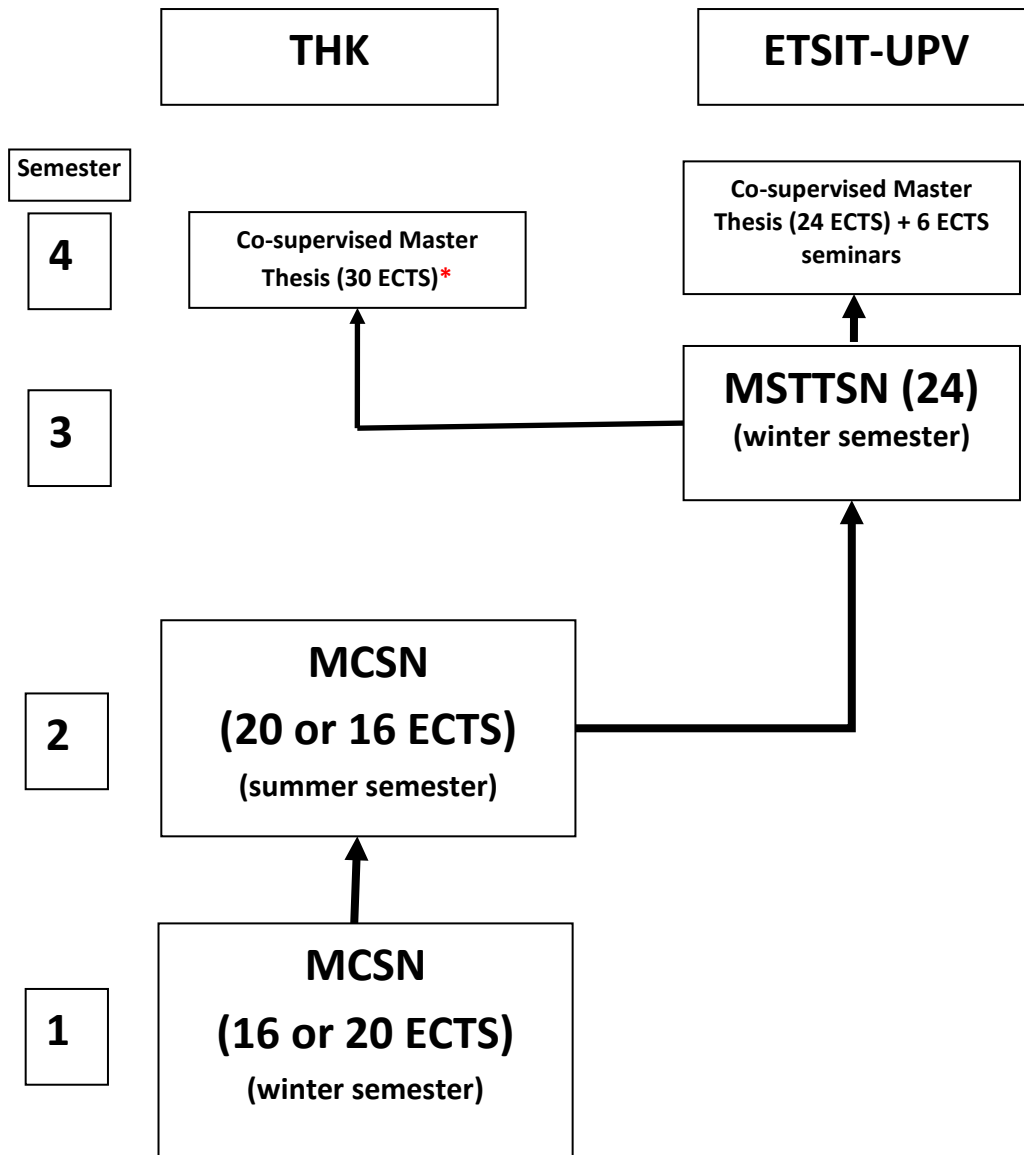 THK
ETSIT-UPV
Semester
4
Co-supervised Master
Thesis (30 ECTS)*
Co-supervised Master
Thesis (24 ECTS) + 6 ECTS
seminars
3
MSTTSN (24)
(winter semester)
2
MCSN
(20 or 16 ECTS)
(summer semester)
1
MCSN
(16 or 20 ECTS)
(winter semester)